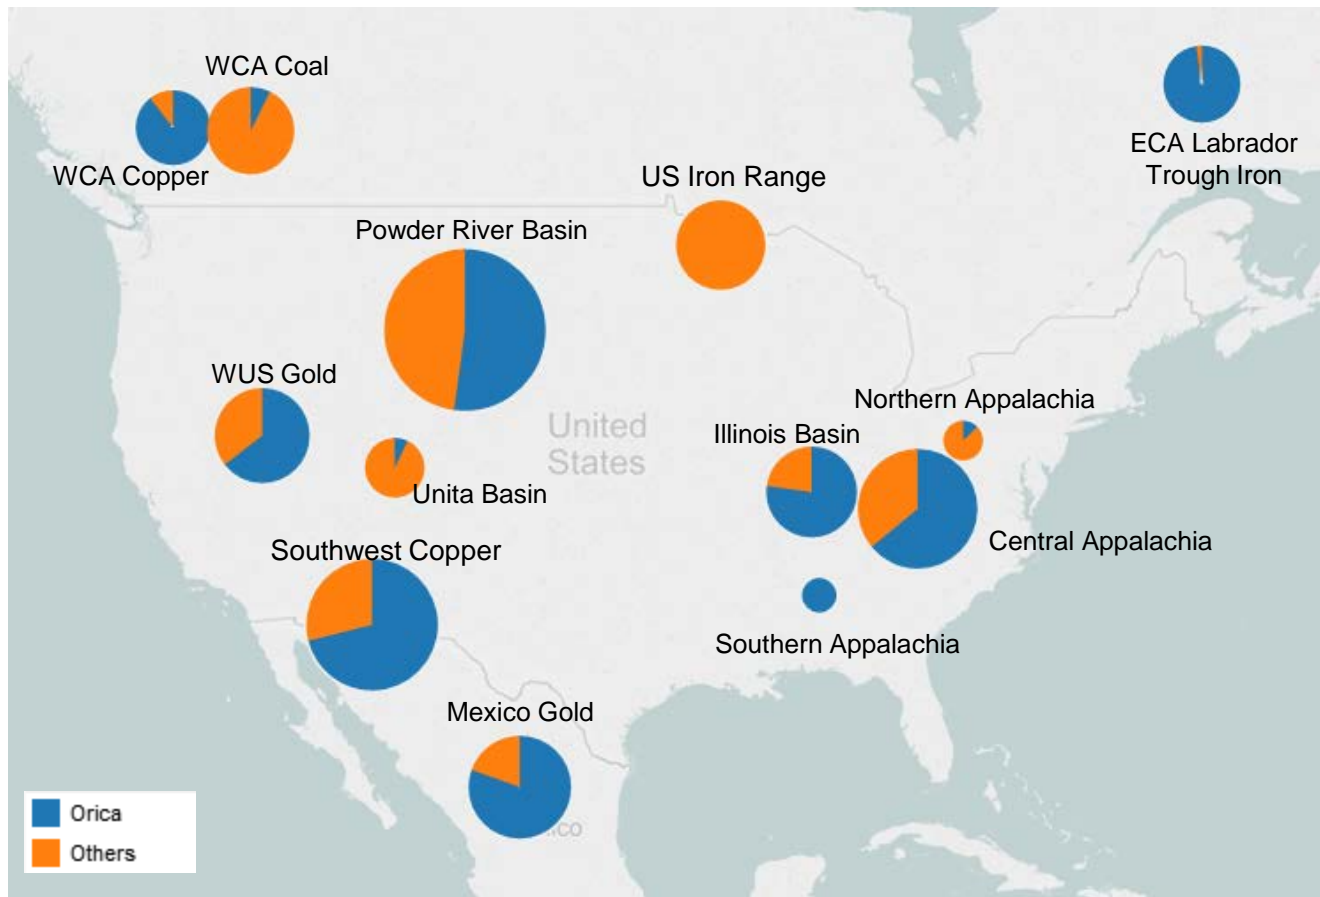 WCA Coal
WCA Copper
ECA Labrador
Trough Iron
US Iron Range
Powder River Basin
WUS Gold
Northern Appalachia
United
States
Illinois Basin
Unita Basin
Central Appalachia
Southwest Copper
Southern Appalachia
Mexico Gold
Orica
Others